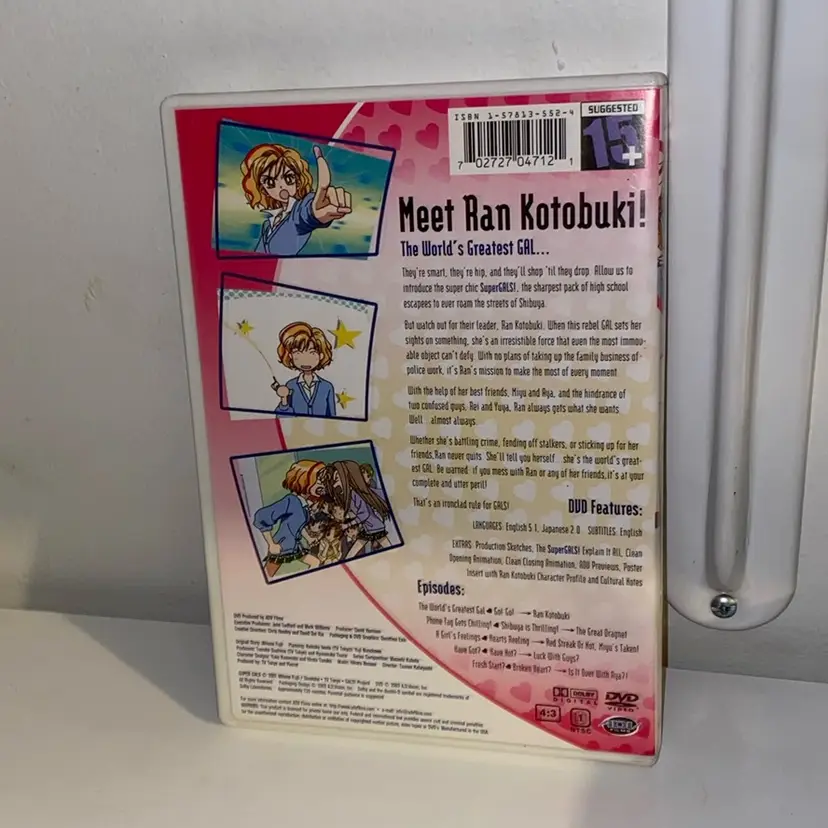 ISBN 1-57813-552-4
SUGGESTED
15+
7 02727 04712 1
Meet Ran Kotobuki!
The World's Greatest GAL...
They're smart, they're hip, and they'll shop 'til they drop. Allow us to
introduce the super chic SuperGALS!, the sharpest pack of high school
escapees to ever roam the streets of Shibuya.
But watch out for their leader, Ran Kotobuki. When this rebel GAL sets her
sights on something, she's an irresistible force that even the most immov-
able object can't defy. With no plans of taking up the family business of
police work, it's Ran's mission to make the most of every moment.
With the help of her best friends, Miyu and Aya, and the hindrance of
two confused guys, Rei and Yuya, Ran always gets what she wants.
Well...almost always.
Whether she's battling crime, fending off stalkers, or sticking up for her
friends, Ran never quits. She'll tell you herself...she's the world's great-
est GAL. Be warned: if you mess with Ran or any of her friends, it's at your
complete and utter peril!
That's an ironclad rule for GALS!
DVD Features:
LANGUAGES: English 5.1, Japanese 2.0 SUBTITLES: English
EXTRAS: Production Sketches, The SuperGALS! Explain It All, Clean
Opening Animation, Clean Closing Animation, ADV Previews, Poster
Insert with Ran Kotobuki Character Profile and Cultural Notes
Episodes:
The World's Greatest Gal Go! Go! Ran Kotobuki
Phone Tag Gets Chilling! Shibuya is Thrilling! The Great Dragnet
A Girl's Feelings Hearts Reeling Red Streak Or Not, Miyu's Taken!
Have Got? Have Not? Luck With Guys?
Fresh Start? Broken Heart? Is It Over With Aya?!
DVD Produced by ADV Films
DOLBY
DIGITAL
DVD
VIDEO
4:3
1
NTSC
ADV
FILMS